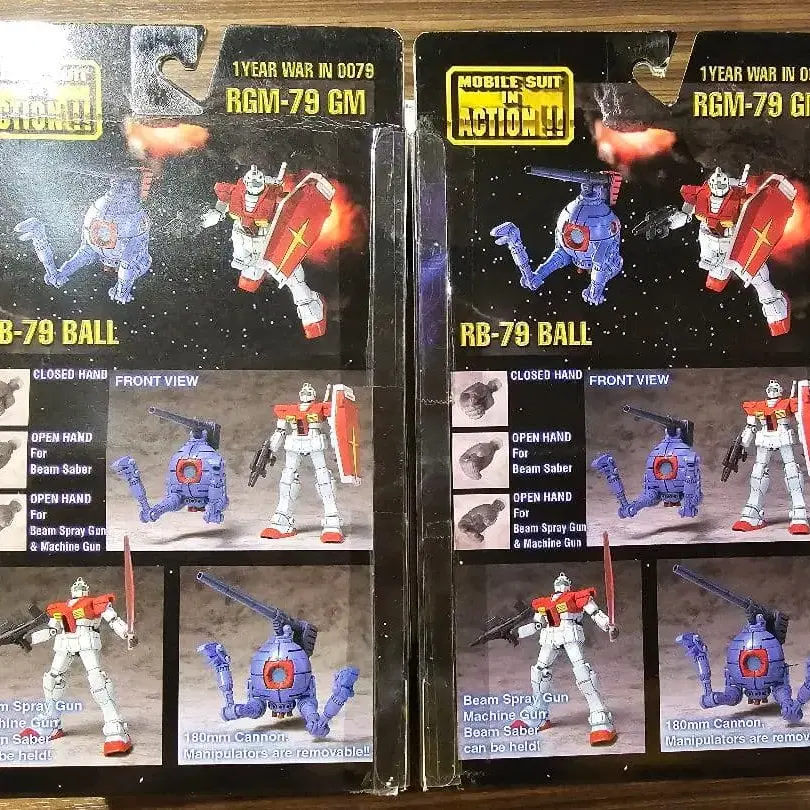 SUIT
ACTION!!
1YEAR WAR IN 0079
RGM-79 GM
B-79 BALL
CLOSED HAND
FRONT VIEW
OPEN HAND
For
Beam Saber
OPEN HAND
For
Beam Spray Gun
& Machine Gun
m Spray Gun
hine Gun
m Saber
be held!
180mm Cannon.
Manipulators are removable!!
MOBILE SUIT
IN
ACTION!!
1YEAR WAR IN 0
RGM-79 G
RB-79 BALL
CLOSED HAND
FRONT VIEW
OPEN HAND
For
Beam Saber
OPEN HAND
For
Beam Spray Gun
& Machine Gun
Beam Spray Gun
Machine Gun
Beam Saber
can be held!
180mm Cannon.
Manipulators are remova